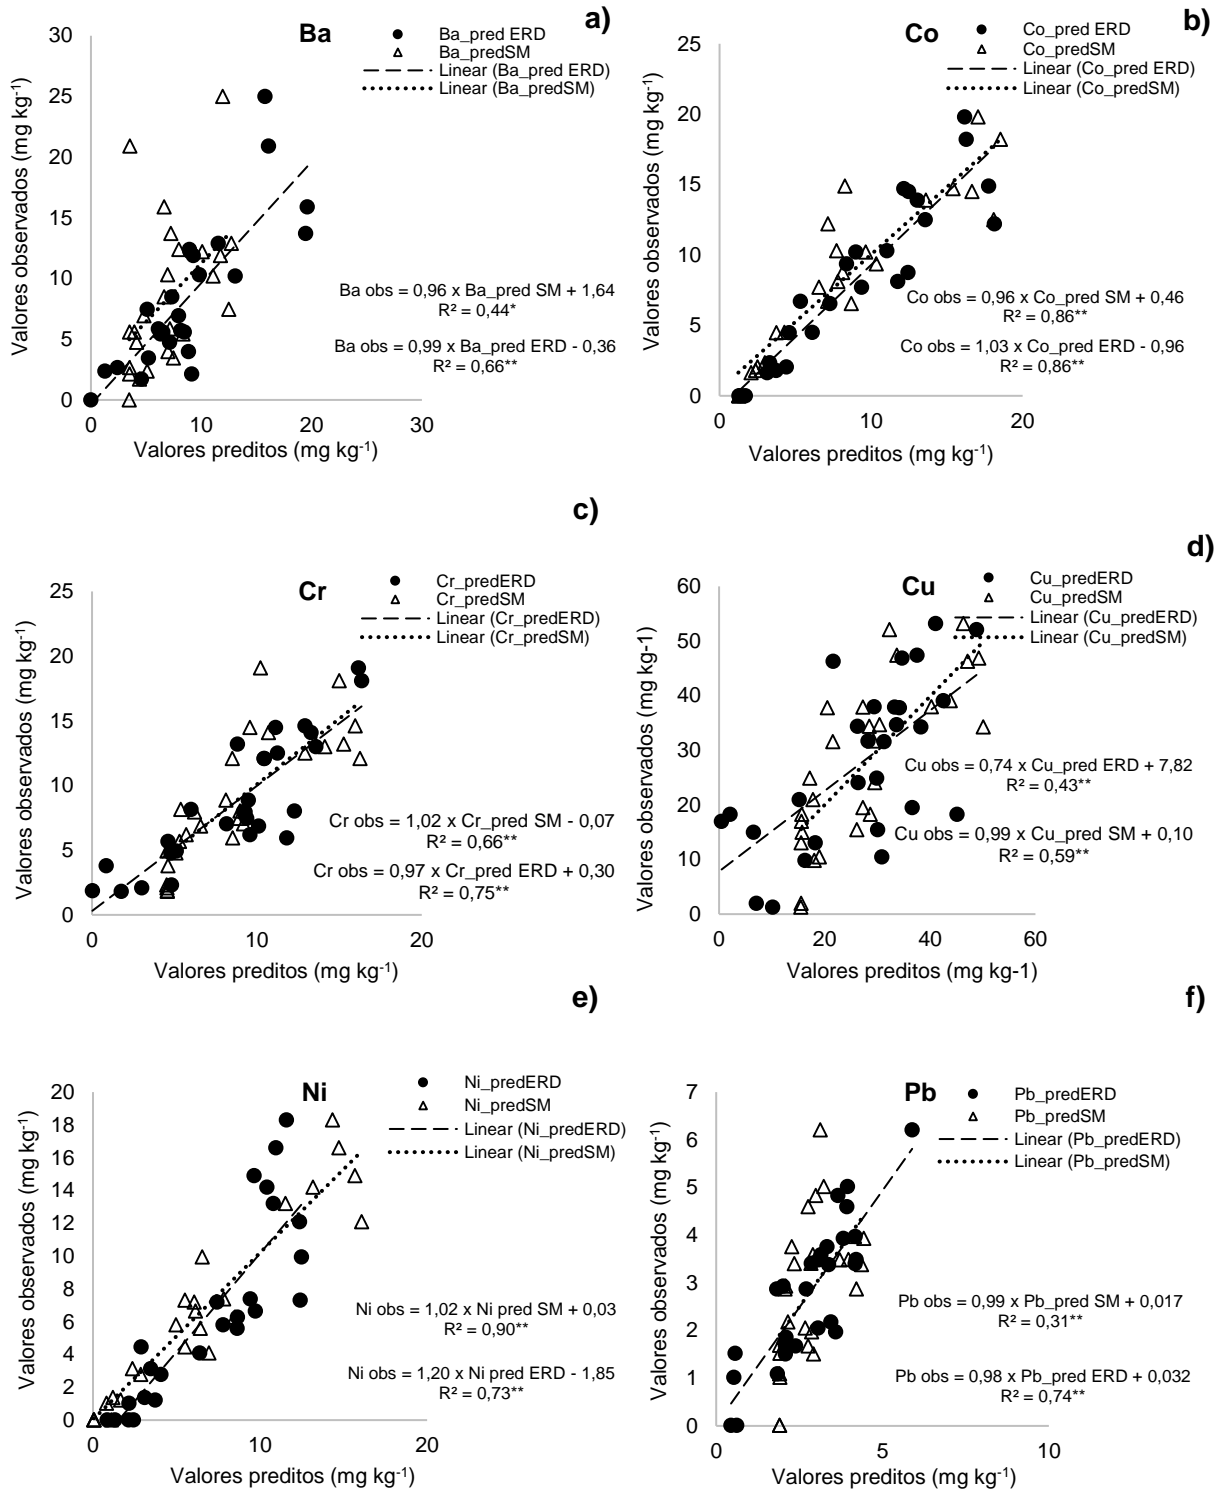 a)
Ba
Ba_pred ERD
Ba_predSM
Linear (Ba_pred ERD)
Linear (Ba_predSM)
Valores observados (mg kg-1)
30
25
20
15
10
5
0
Ba obs = 0,96 x Ba_pred SM + 1,64
R² = 0,44*
Ba obs = 0,99 x Ba_pred ERD - 0,36
R² = 0,66**
0 10 20 30
Valores preditos (mg kg-1)
b)
Co
Co_pred ERD
Co_predSM
Linear (Co_pred ERD)
Linear (Co_predSM)
Valores observados (mg kg-1)
25
20
15
10
5
0
Co obs = 0,96 x Co_pred SM + 0,46
R² = 0,86**
Co obs = 1,03 x Co_pred ERD - 0,96
R² = 0,86**
0 10 20
Valores preditos (mg kg-1)
c)
Cr
Cr_predERD
Cr_predSM
Linear (Cr_predERD)
Linear (Cr_predSM)
Valores observados (mg kg-1)
25
20
15
10
5
0
Cr obs = 1,02 x Cr_pred SM - 0,07
R² = 0,66**
Cr obs = 0,97 x Cr_pred ERD + 0,30
R² = 0,75**
0 10 20
Valores preditos (mg kg-1)
d)
Cu
Cu_predERD
Cu_predSM
Linear (Cu_predERD)
Linear (Cu_predSM)
Valores observados (mg kg-1)
60
50
40
30
20
10
0
Cu obs = 0,74 x Cu_pred ERD + 7,82
R² = 0,43**
Cu obs = 0,99 x Cu_pred SM + 0,10
R² = 0,59**
0 20 40 60
Valores preditos (mg kg-1)
e)
Ni
Ni_predERD
Ni_predSM
Linear (Ni_predERD)
Linear (Ni_predSM)
Valores observados (mg kg-1)
20
18
16
14
12
10
8
6
4
2
0
Ni obs = 1,02 x Ni pred SM + 0,03
R² = 0,90**
Ni obs = 1,20 x Ni pred ERD - 1,85
R² = 0,73**
0 10 20
Valores preditos (mg kg-1)
f)
Pb
Pb_predERD
Pb_predSM
Linear (Pb_predERD)
Linear (Pb_predSM)
Valores observados (mg kg-1)
7
6
5
4
3
2
1
0
Pb obs = 0,99 x Pb_pred SM + 0,017
R² = 0,31**
Pb obs = 0,98 x Pb_pred ERD + 0,032
R² = 0,74**
0 5 10
Valores preditos (mg kg-1)